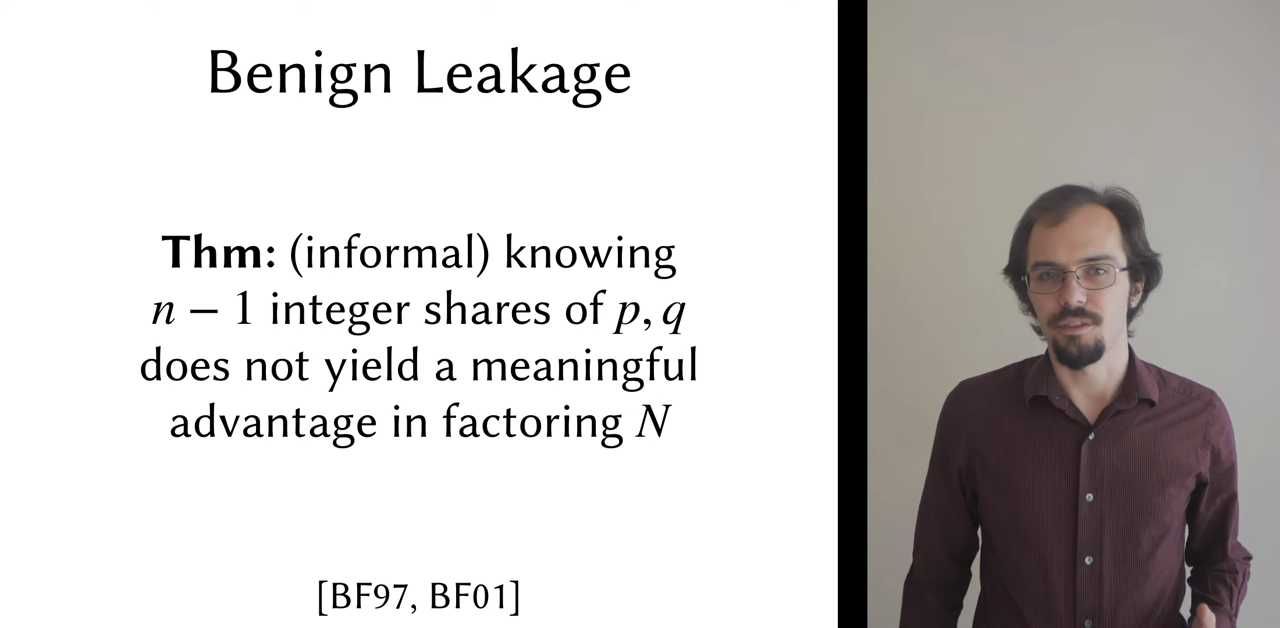 Benign Leakage
Thm: (informal) knowing
n − 1 integer shares of p, q
does not yield a meaningful
advantage in factoring N
[BF97, BF01]